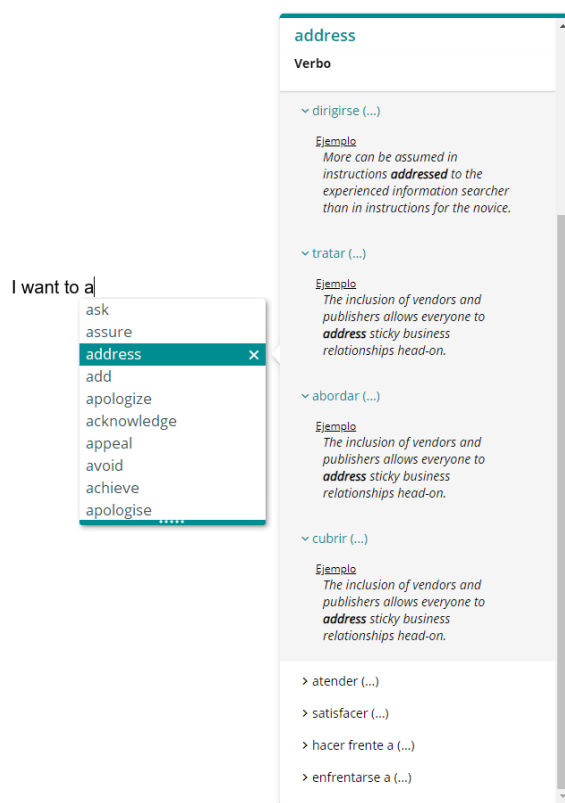 address
Verbo
dirigirse (...)
Ejemplo
More can be assumed in
instructions addressed to the
experienced information searcher
than in instructions for the novice.
tratar (...)
Ejemplo
The inclusion of vendors and
publishers allows everyone to
address sticky business
relationships head-on.
abordar (...)
Ejemplo
The inclusion of vendors and
publishers allows everyone to
address sticky business
relationships head-on.
cubrir (...)
Ejemplo
The inclusion of vendors and
publishers allows everyone to
address sticky business
relationships head-on.
atender (...)
satisfacer (...)
hacer frente a (...)
enfrentarse a (...)
I want to a
ask
assure
address
add
apologize
acknowledge
appeal
avoid
achieve
apologise